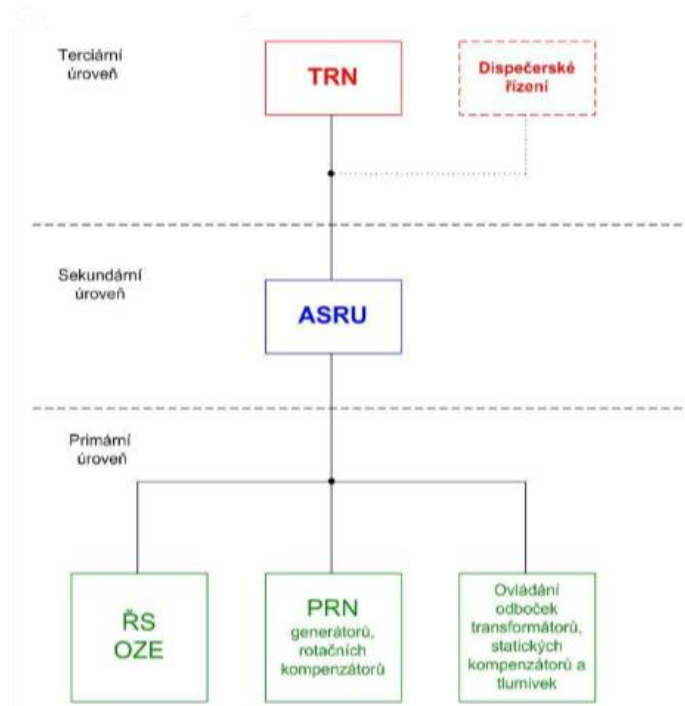 Terciární
úroveň
TRN
Dispečerské
řízení
Sekundární
úroveň
ASRU
Primární
úroveň
ŘS
OZE
PRN
generátorů,
rotačních
kompenzátorů
Ovládání
odboček
transformátorů,
statických
kompenzátorů a
tlumivek